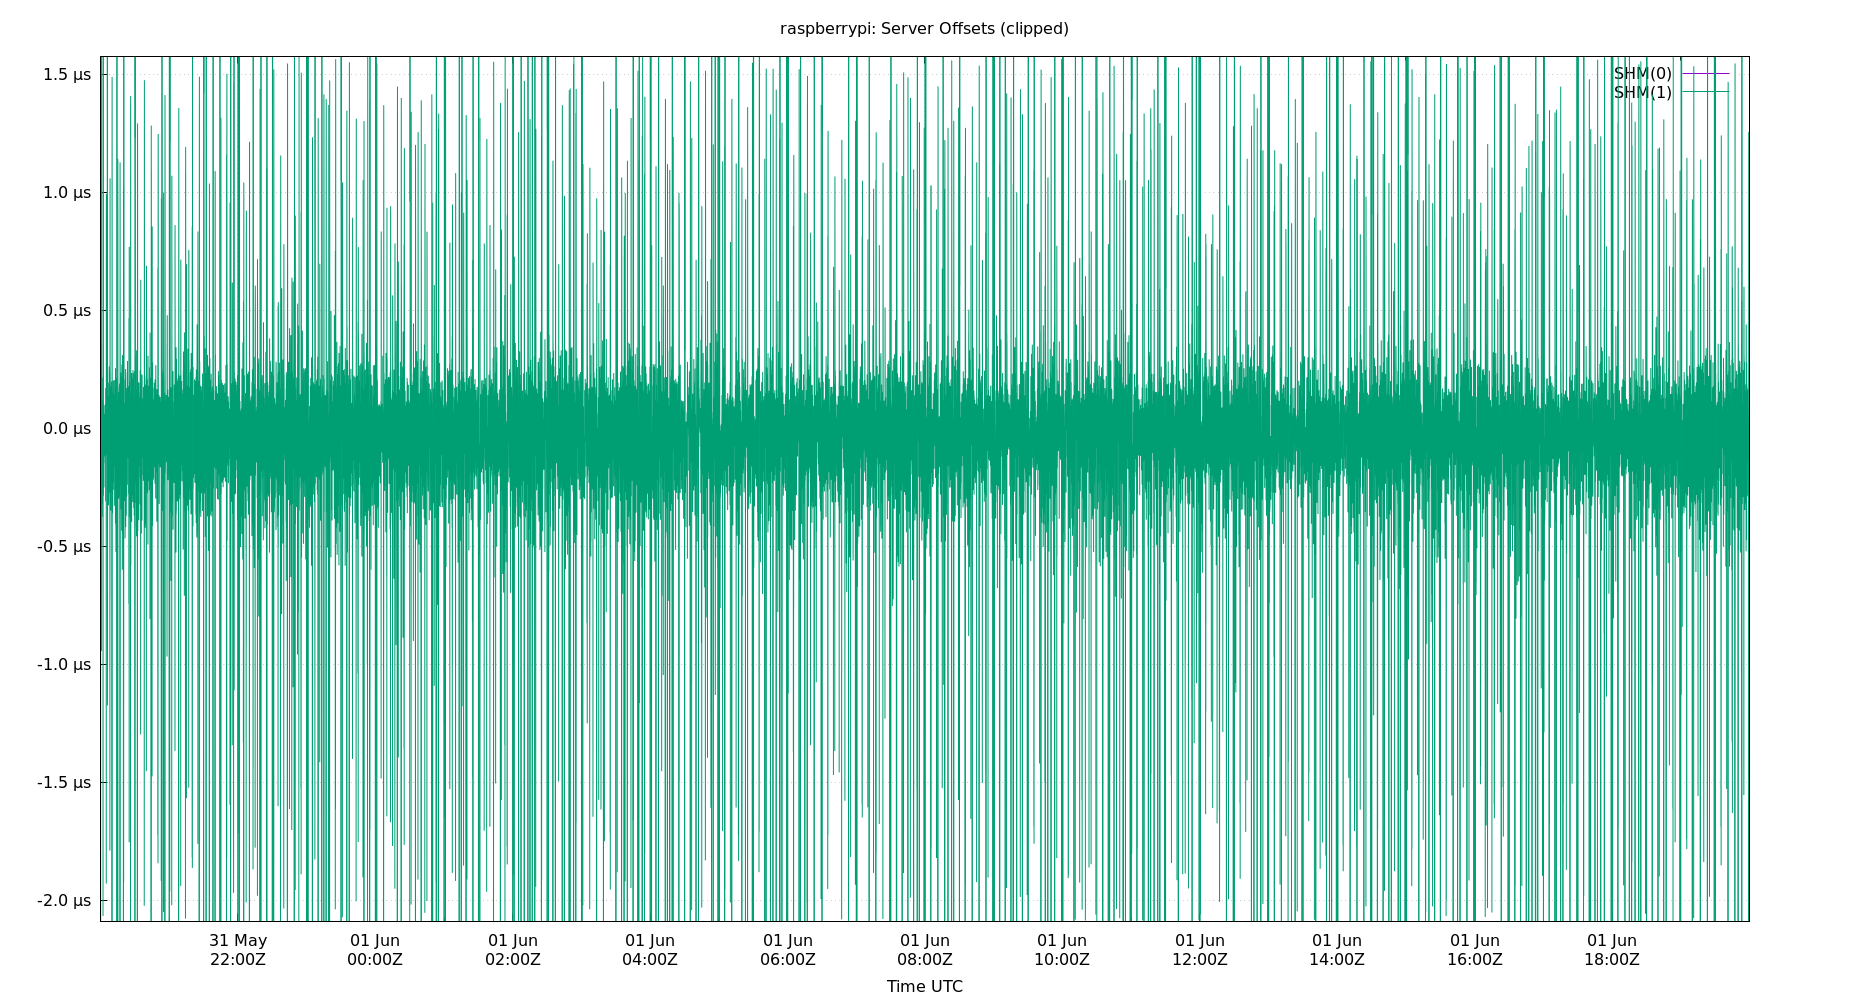 raspberrypi: Server Offsets (clipped)
SHM(0)
SHM(1)
1.5 µs
1.0 µs
0.5 µs
0.0 µs
-0.5 µs
-1.0 µs
-1.5 µs
-2.0 µs
31 May 01 Jun 01 Jun 01 Jun 01 Jun 01 Jun 01 Jun 01 Jun 01 Jun 01 Jun 01 Jun
22:00Z 00:00Z 02:00Z 04:00Z 06:00Z 08:00Z 10:00Z 12:00Z 14:00Z 16:00Z 18:00Z
Time UTC